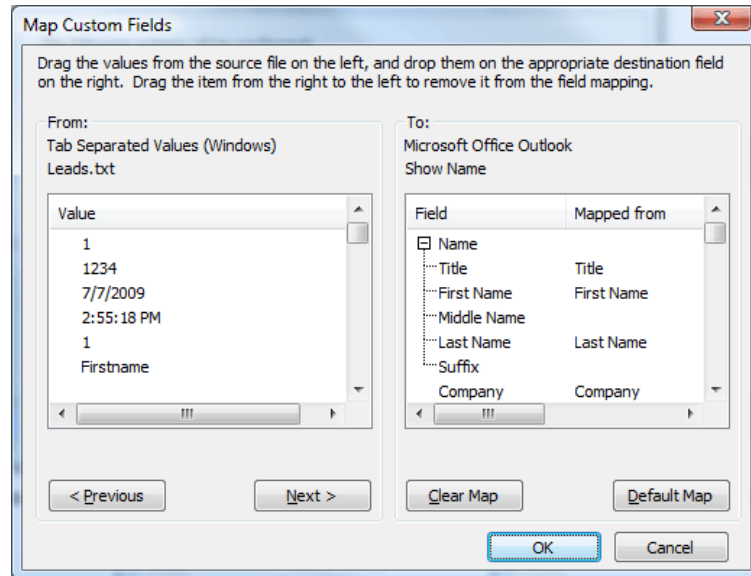 Map Custom Fields
Drag the values from the source file on the left, and drop them on the appropriate destination field
on the right. Drag the item from the right to the left to remove it from the field mapping.
From:
Tab Separated Values (Windows)
Leads.txt
Value
1
1234
7/7/2009
2:55:18 PM
1
Firstname
< Previous
Next >
To:
Microsoft Office Outlook
Show Name
Field Mapped from
Name
Title Title
First Name First Name
Middle Name
Last Name Last Name
Suffix
Company Company
Clear Map
Default Map
OK
Cancel